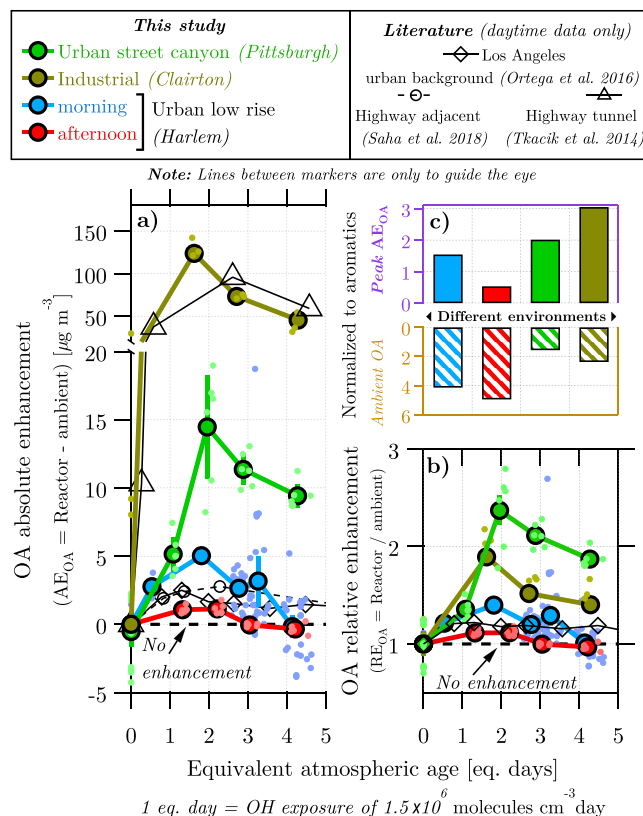 This study
Urban street canyon (Pittsburgh)
Industrial (Clairton)
morning
afternoon
Urban low rise
(Harlem)
Literature (daytime data only)
Los Angeles
urban background (Ortega et al. 2016)
Highway adjacent
(Saha et al. 2018)
Highway tunnel
(Tkacik et al. 2014)
Note: Lines between markers are only to guide the eye
a)
150
100
50
20
15
10
5
0
-5
OA absolute enhancement
(AE_OA = Reactor - ambient) [µg m⁻³]
No
enhancement
0 1 2 3 4 5
c)
3
2
1
0
Peak AE_OA
Normalized to aromatics
Different environments
0
2
4
6
Ambient OA
b)
3
2
1
OA relative enhancement
(RE_OA = Reactor / ambient)
No enhancement
0 1 2 3 4 5
Equivalent atmospheric age [eq. days]
1 eq. day = OH exposure of 1.5x10⁶ molecules cm⁻³ day